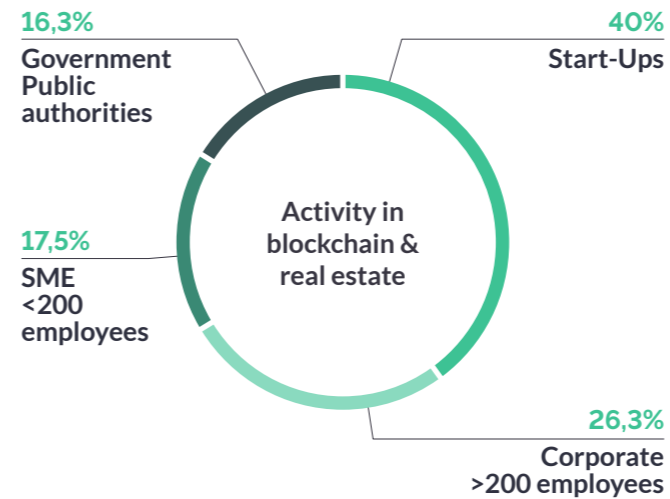 16,3%
Government
Public
authorities
40%
Start-Ups
Activity in
blockchain &
real estate
17,5%
SME
<200
employees
26,3%
Corporate
>200 employees